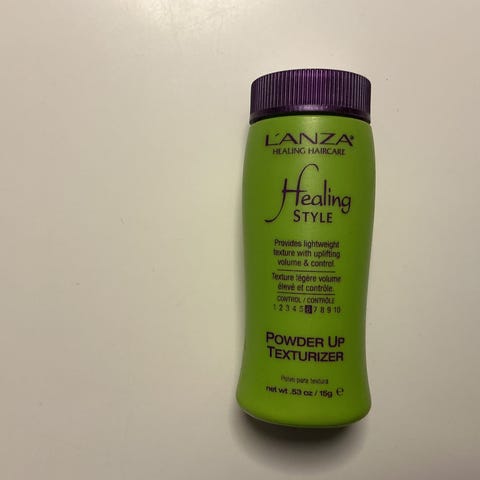 L'ANZA®
HEALING HAIRCARE
Healing
STYLE
Provides lightweight
texture with uplifting
volume & control.
Texture légère volume
élevé et contrôle.
CONTROL / CONTRÔLE
1 2 3 4 5 6 7 8 9 10
POWDER UP
TEXTURIZER
Polvo para textura
net wt .53 oz / 15g ℮